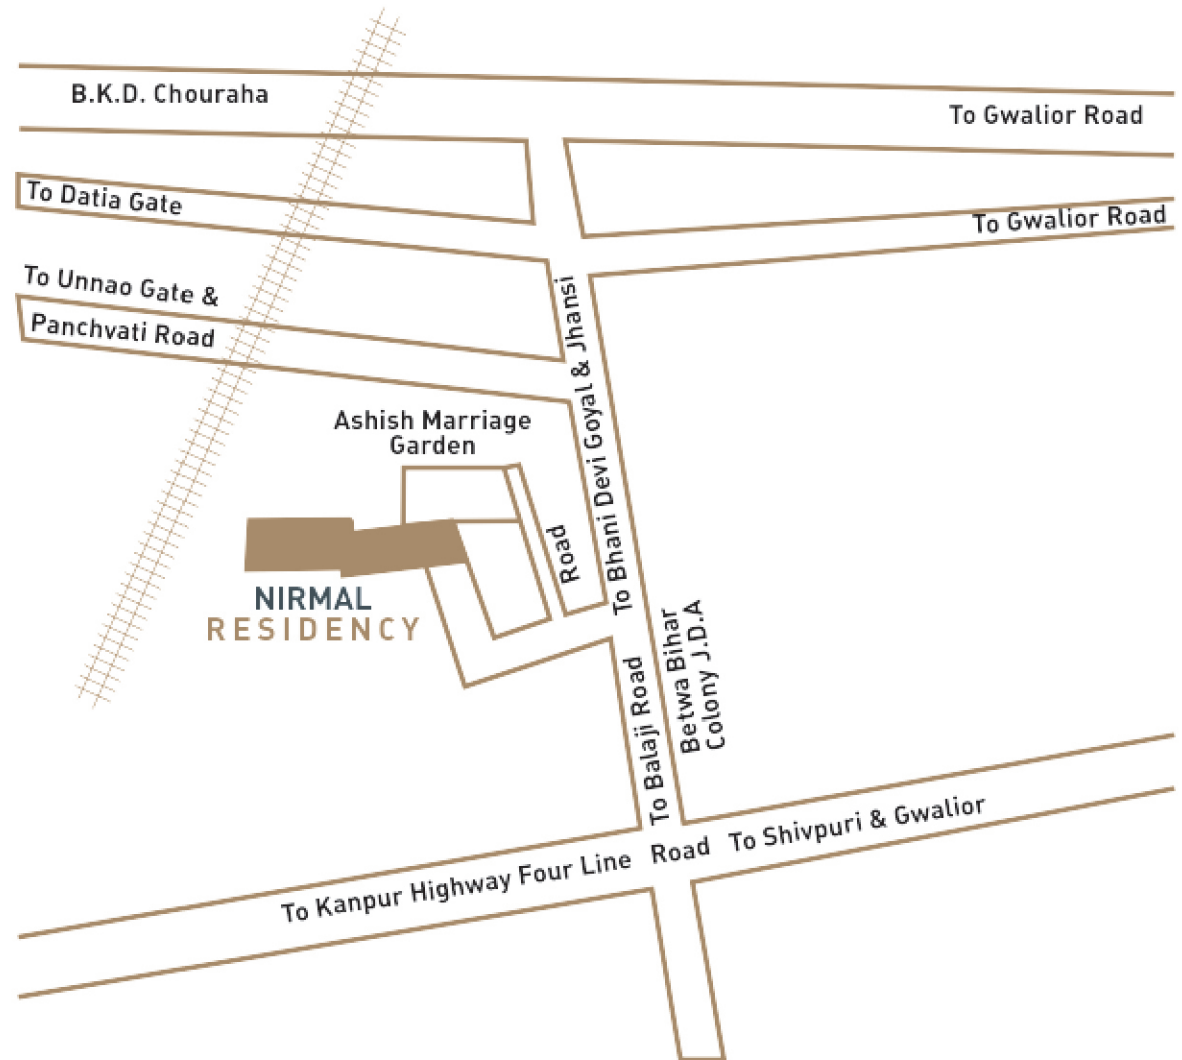 B.K.D. Chouraha
To Gwalior Road
To Datia Gate
To Gwalior Road
To Unnao Gate &
Panchvati Road
To Bhani Devi Goyal & Jhansi
Ashish Marriage
Garden
Road
NIRMAL
RESIDENCY
Betwa Bihar
Colony J.D.A
To Balaji Road
To Kanpur Highway Four Line Road To Shivpuri & Gwalior